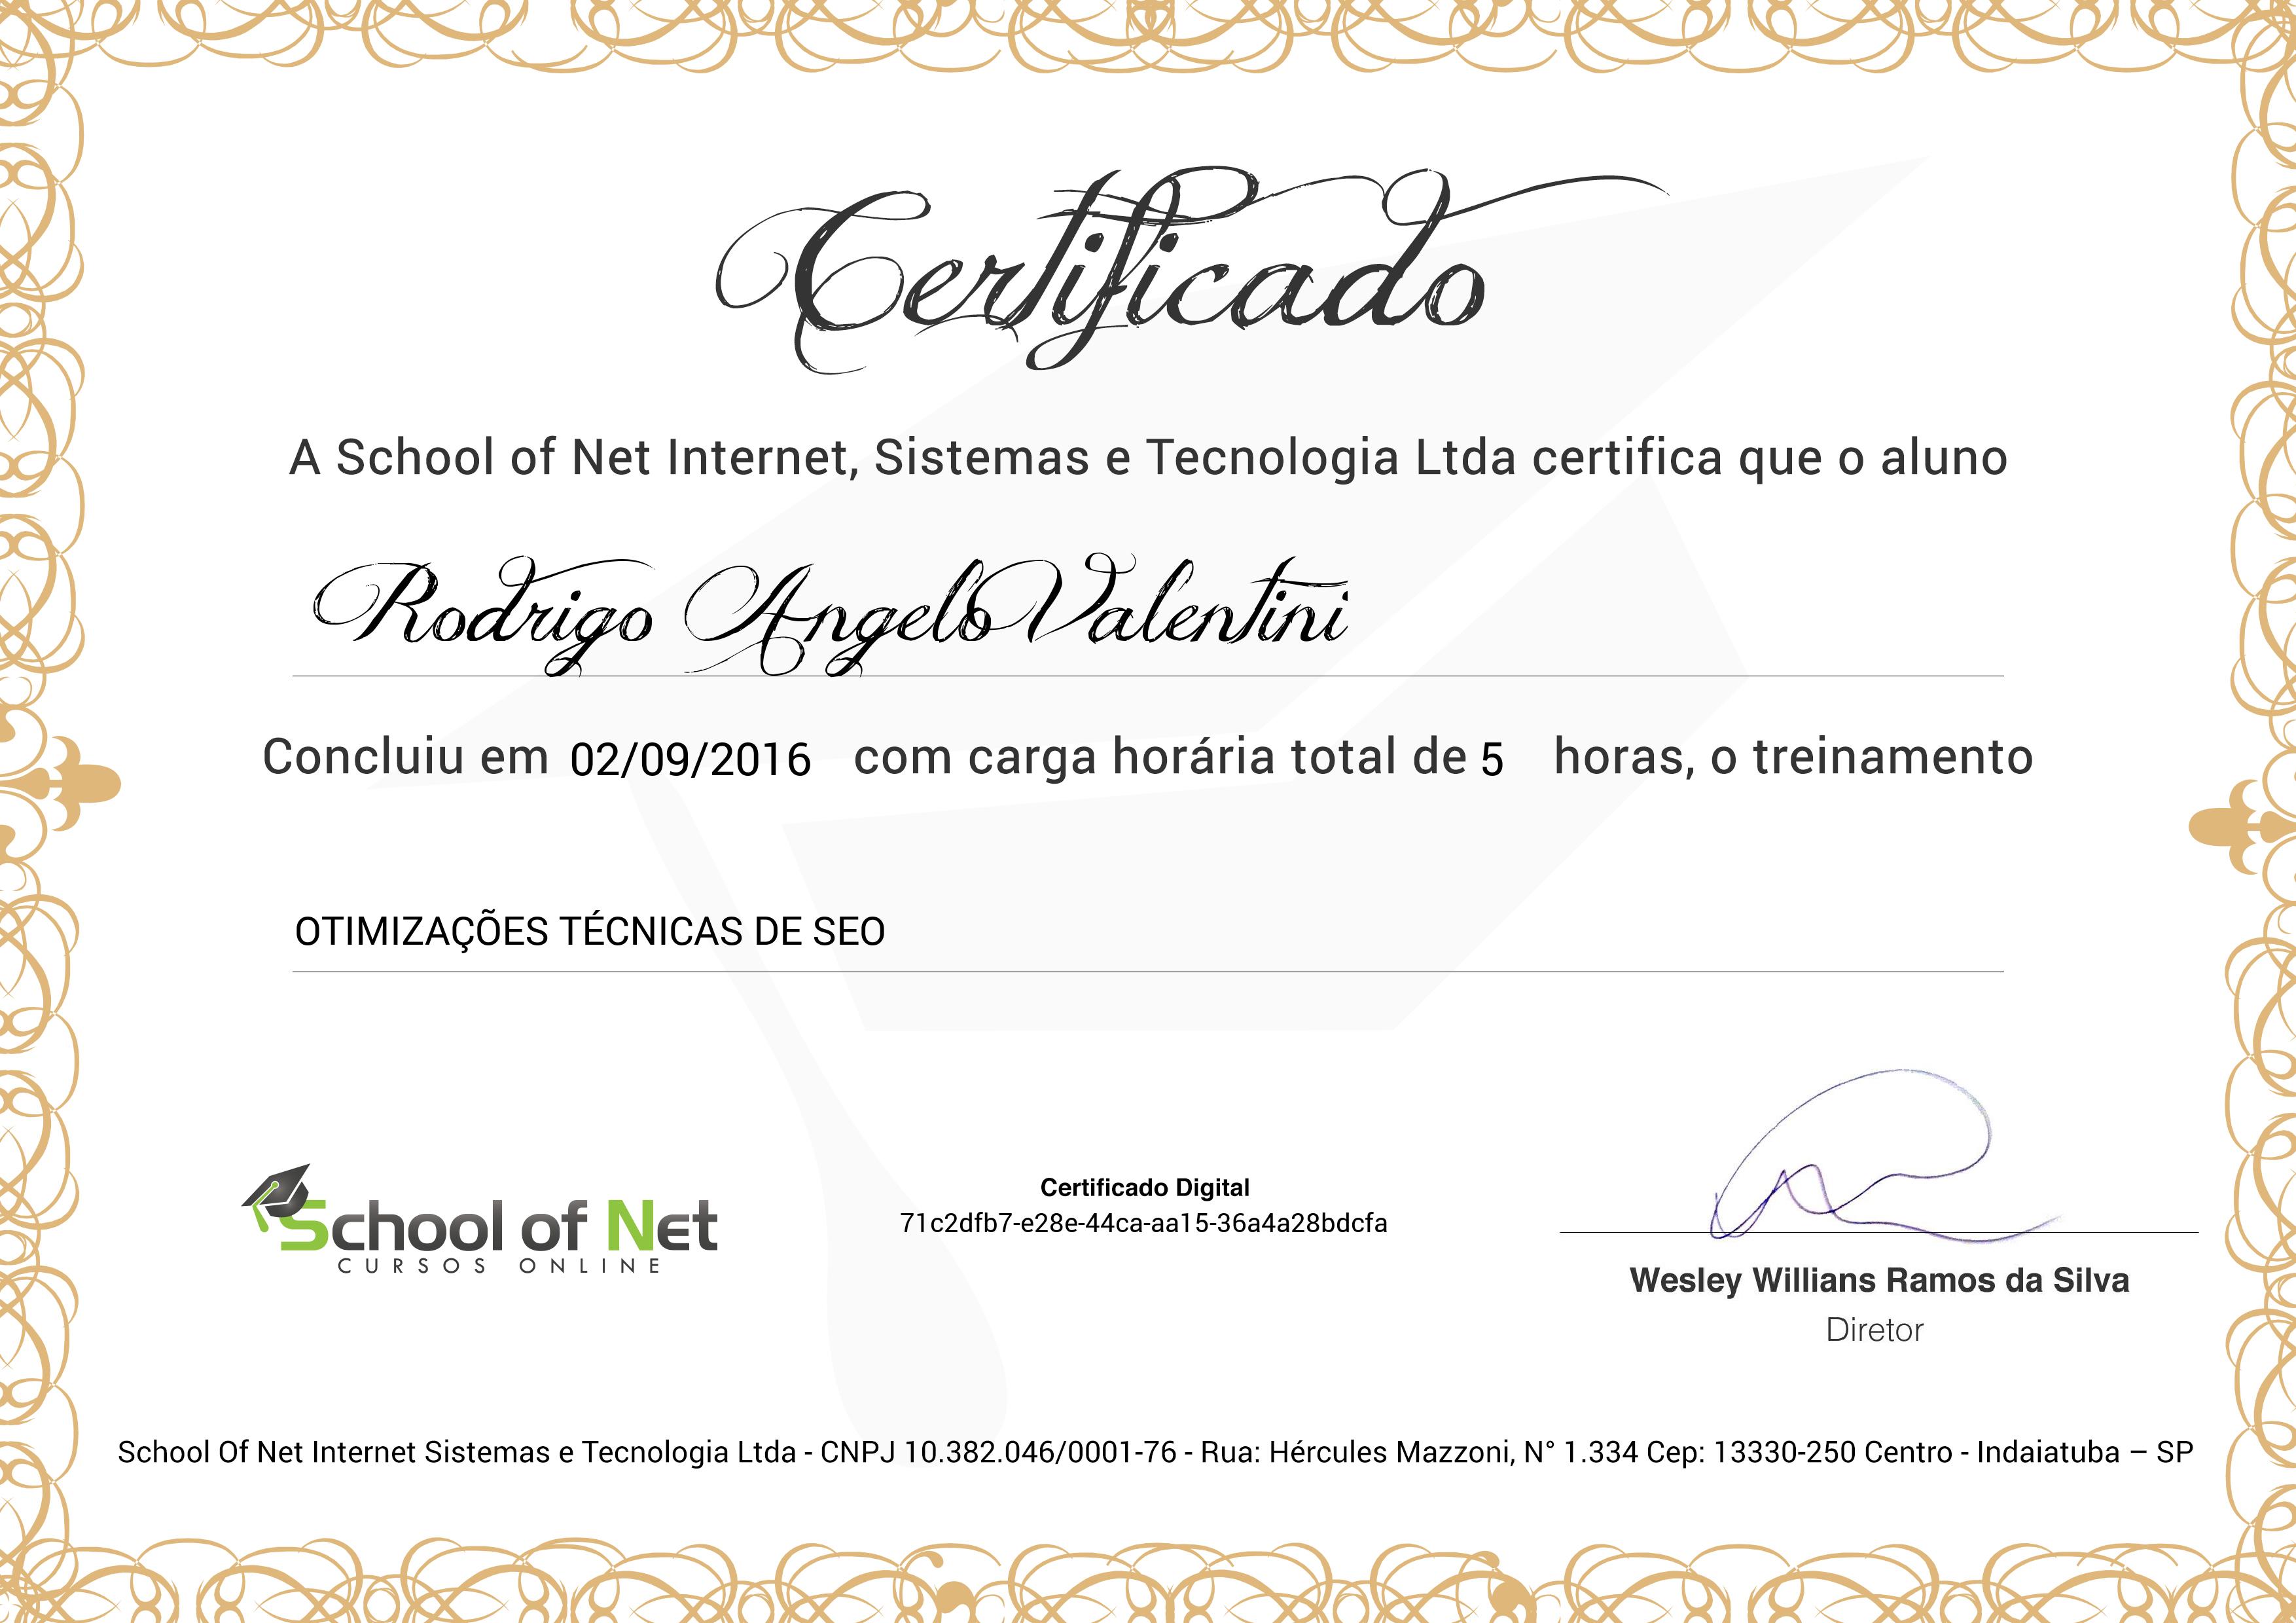 Certificado
A School of Net Internet, Sistemas e Tecnologia Ltda certifica que o aluno
Rodrigo Angelo Valentini
Concluiu em 02/09/2016 com carga horária total de 5 horas, o treinamento
OTIMIZAÇÕES TÉCNICAS DE SEO
School of Net
CURSOS ONLINE
Certificado Digital
71c2dfb7-e28e-44ca-aa15-36a4a28bdcfa
Wesley Willians Ramos da Silva
Diretor
School Of Net Internet Sistemas e Tecnologia Ltda - CNPJ 10.382.046/0001-76 - Rua: Hércules Mazzoni, N° 1.334 Cep: 13330-250 Centro - Indaiatuba – SP